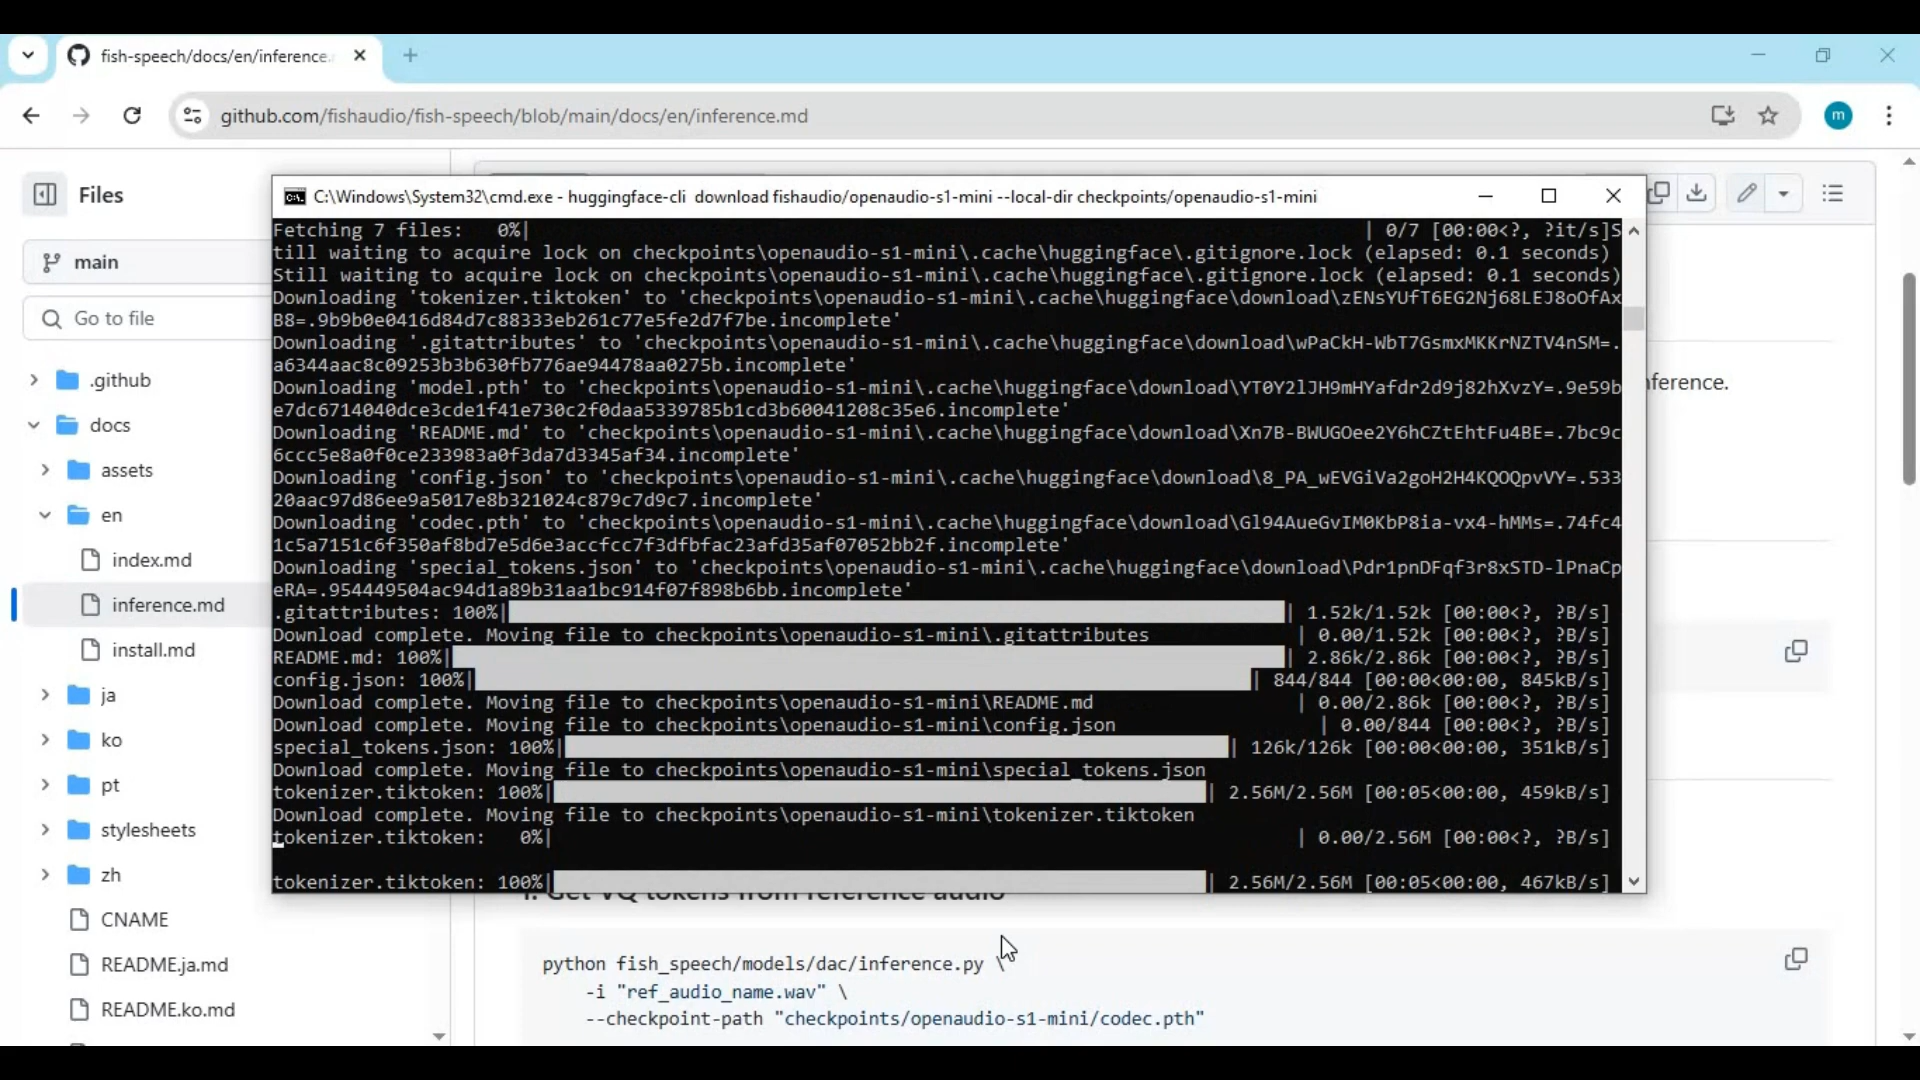 fish-speech/docs/en/inference.
github.com/fishaudio/fish-speech/blob/main/docs/en/inference.md
m
Files
main
Go to file
.github
docs
assets
en
index.md
inference.md
install.md
ja
ko
pt
stylesheets
zh
CNAME
README.ja.md
README.ko.md
C:\Windows\System32\cmd.exe - huggingface-cli  download fishaudio/openaudio-s1-mini --local-dir checkpoints/openaudio-s1-mini
Fetching 7 files:   0%| | 0/7 [00:00<?, ?it/s]S
till waiting to acquire lock on checkpoints\openaudio-s1-mini\.cache\huggingface\.gitignore.lock (elapsed: 0.1 seconds)
Still waiting to acquire lock on checkpoints\openaudio-s1-mini\.cache\huggingface\.gitignore.lock (elapsed: 0.1 seconds)
Downloading 'tokenizer.tiktoken' to 'checkpoints\openaudio-s1-mini\.cache\huggingface\download\zENsYUfT6EG2Nj68LEJ8oOfAx
B8=.9b9b0e0416d84d7c88333eb261c77e5fe2d7f7be.incomplete'
Downloading '.gitattributes' to 'checkpoints\openaudio-s1-mini\.cache\huggingface\download\wPaCkH-WbT7GsmxMKKrNZTV4nSM=.
a6344aac8c09253b3b630fb776ae94478aa0275b.incomplete'
Downloading 'model.pth' to 'checkpoints\openaudio-s1-mini\.cache\huggingface\download\YT0Y2lJH9mHYafdr2d9j82hXvzY=.9e59b
e7dc6714040dce3cde1f41e730c2f0daa5339785b1cd3b60041208c35e6.incomplete'
Downloading 'README.md' to 'checkpoints\openaudio-s1-mini\.cache\huggingface\download\Xn7B-BWUGOee2Y6hCZtEhtFu4BE=.7bc9c
6ccc5e8a0f0ce233983a0f3da7d3345af34.incomplete'
Downloading 'config.json' to 'checkpoints\openaudio-s1-mini\.cache\huggingface\download\8_PA_wEVGiVa2goH2H4KQOQpvVY=.533
20aac97d86ee9a5017e8b321024c879c7d9c7.incomplete'
Downloading 'codec.pth' to 'checkpoints\openaudio-s1-mini\.cache\huggingface\download\Gl94AueGvIM0KbP8ia-vx4-hMMs=.74fc4
1c5a7151c6f350af8bd7e5d6e3accfcc7f3dfbfac23afd35af07052bb2f.incomplete'
Downloading 'special_tokens.json' to 'checkpoints\openaudio-s1-mini\.cache\huggingface\download\Pdr1pnDFqf3r8xSTD-lPnaCp
eRA=.954449504ac94d1a89b31aa1bc914f07f898b6bb.incomplete'
.gitattributes: 100%| | 1.52k/1.52k [00:00<?, ?B/s]
Download complete. Moving file to checkpoints\openaudio-s1-mini\.gitattributes | 0.00/1.52k [00:00<?, ?B/s]
README.md: 100%| | 2.86k/2.86k [00:00<?, ?B/s]
config.json: 100%| | 844/844 [00:00<00:00, 845kB/s]
Download complete. Moving file to checkpoints\openaudio-s1-mini\README.md | 0.00/2.86k [00:00<?, ?B/s]
Download complete. Moving file to checkpoints\openaudio-s1-mini\config.json | 0.00/844 [00:00<?, ?B/s]
special_tokens.json: 100%| | 126k/126k [00:00<00:00, 351kB/s]
Download complete. Moving file to checkpoints\openaudio-s1-mini\special_tokens.json
tokenizer.tiktoken: 100%| | 2.56M/2.56M [00:05<00:00, 459kB/s]
Download complete. Moving file to checkpoints\openaudio-s1-mini\tokenizer.tiktoken
tokenizer.tiktoken:   0%| | 0.00/2.56M [00:00<?, ?B/s]
tokenizer.tiktoken: 100%| | 2.56M/2.56M [00:05<00:00, 467kB/s]
nference.
1. Get VQ tokens from reference audio
python fish_speech/models/dac/inference.py \
-i "ref_audio_name.wav" \
--checkpoint-path "checkpoints/openaudio-s1-mini/codec.pth"